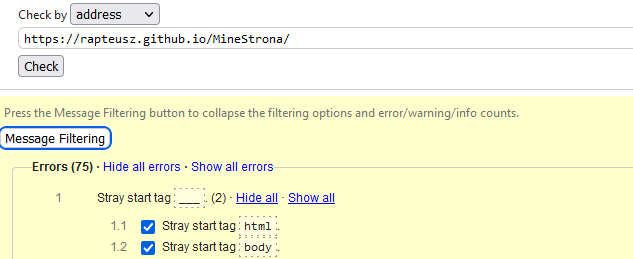 Check by address
https://rapteusz.github.io/MineStrona/
Check
Press the Message Filtering button to collapse the filtering options and error/warning/info counts.
Message Filtering
Errors (75) · Hide all errors · Show all errors
1 Stray start tag ___. (2) · Hide all · Show all
1.1 Stray start tag html.
1.2 Stray start tag body.